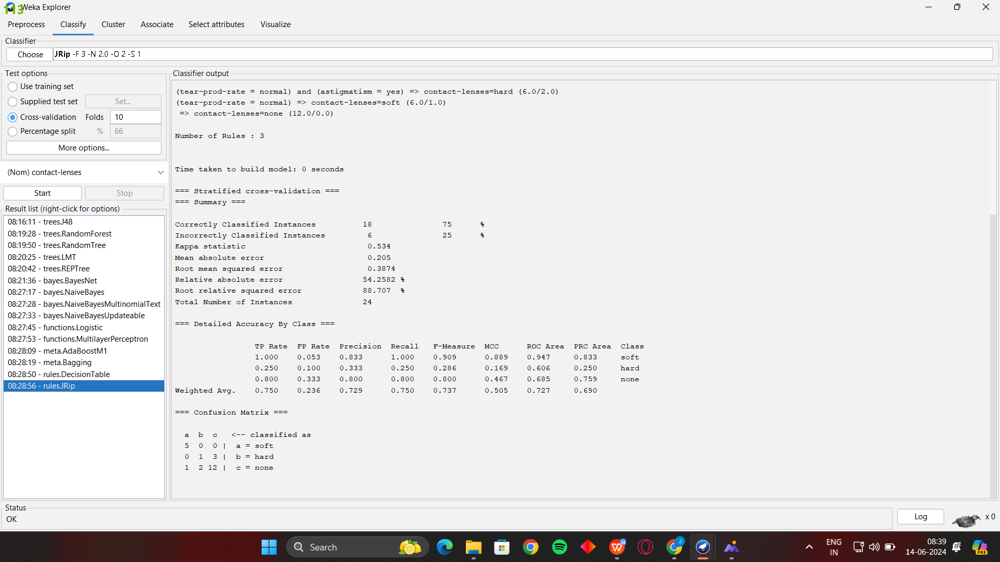 113
Weka Explorer
Preprocess Classify Cluster Associate Select attributes Visualize
Classifier
Choose JRip -F 3 -N 2.0 -O 2 -S 1
Test options
Use training set
Supplied test set Set...
Cross-validation Folds 10
Percentage split % 66
More options...
(Nom) contact-lenses
Start Stop
Result list (right-click for options)
08:16:11 - trees.J48
08:19:28 - trees.RandomForest
08:19:50 - trees.RandomTree
08:20:25 - trees.LMT
08:20:42 - trees.REPTree
08:21:36 - bayes.BayesNet
08:27:17 - bayes.NaiveBayes
08:27:28 - bayes.NaiveBayesMultinomialText
08:27:33 - bayes.NaiveBayesUpdateable
08:27:45 - functions.Logistic
08:27:53 - functions.MultilayerPerceptron
08:28:09 - meta.AdaBoostM1
08:28:19 - meta.Bagging
08:28:50 - rules.DecisionTable
08:28:56 - rules.JRip
Classifier output
(tear-prod-rate = normal) and (astigmatism = yes) => contact-lenses=hard (6.0/2.0)
(tear-prod-rate = normal) => contact-lenses=soft (6.0/1.0)
=> contact-lenses=none (12.0/0.0)
Number of Rules : 3
Time taken to build model: 0 seconds
=== Stratified cross-validation ===
=== Summary ===
Correctly Classified Instances 18 75 %
Incorrectly Classified Instances 6 25 %
Kappa statistic 0.534
Mean absolute error 0.205
Root mean squared error 0.3874
Relative absolute error 54.2582 %
Root relative squared error 88.707 %
Total Number of Instances 24
=== Detailed Accuracy By Class ===
TP Rate FP Rate Precision Recall F-Measure MCC ROC Area PRC Area Class
1.000 0.053 0.833 1.000 0.909 0.889 0.947 0.833 soft
0.250 0.100 0.333 0.250 0.286 0.169 0.606 0.250 hard
0.800 0.333 0.800 0.800 0.800 0.467 0.685 0.759 none
Weighted Avg. 0.750 0.236 0.729 0.750 0.737 0.505 0.727 0.690
=== Confusion Matrix ===
a b c <-- classified as
5 0 0 | a = soft
0 1 3 | b = hard
1 2 12 | c = none
Status
OK
Log x 0
Search
ENG
IN
08:39
14-06-2024
PRE